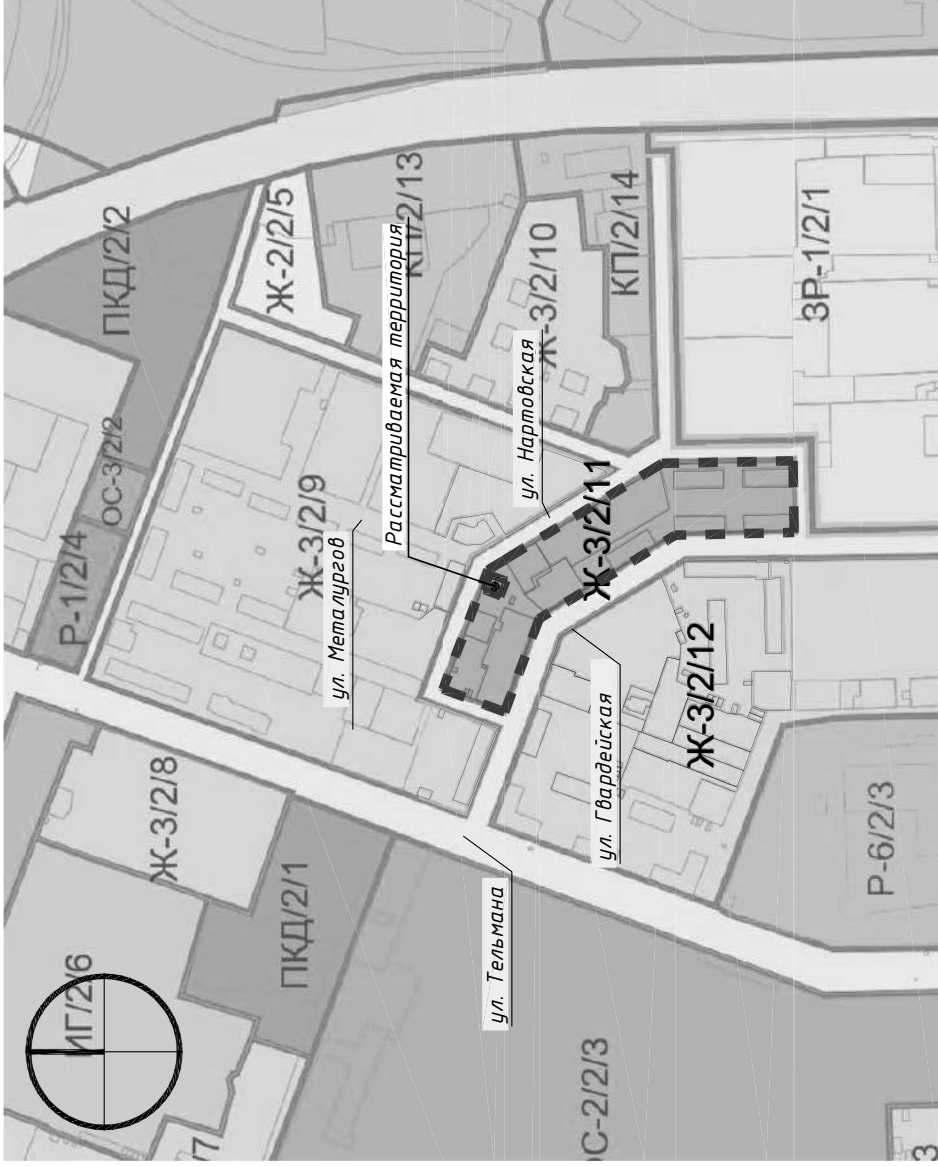 ПКД/2/2
Ж-2/2/5
КП/2/13
ОС-3/2/2
Р-1/2/4
Рассматриваемая территория
Ж-3/2/10
КП/2/14
ЗР-1/2/1
ул. Нартовская
Ж-3/2/9
ул. Металургов
Ж-3/2/11
Ж-3/2/12
ул. Гвардейская
Ж-3/2/8
Р-6/2/3
ПКД/2/1
ул. Тельмана
ИГ/2/6
ОС-2/2/3
/7
3